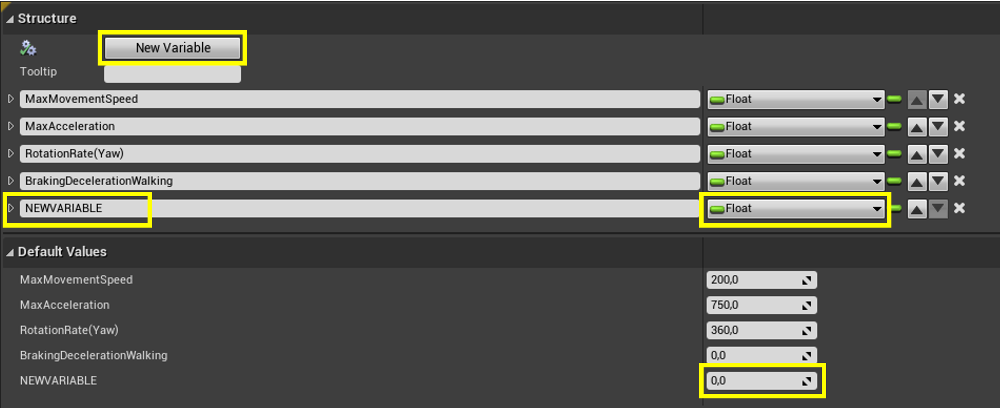 Structure
New Variable
Tooltip
MaxMovementSpeed Float
MaxAcceleration Float
RotationRate(Yaw) Float
BrakingDecelerationWalking Float
NEWVARIABLE Float
Default Values
MaxMovementSpeed 200,0
MaxAcceleration 750,0
RotationRate(Yaw) 360,0
BrakingDecelerationWalking 0,0
NEWVARIABLE 0,0